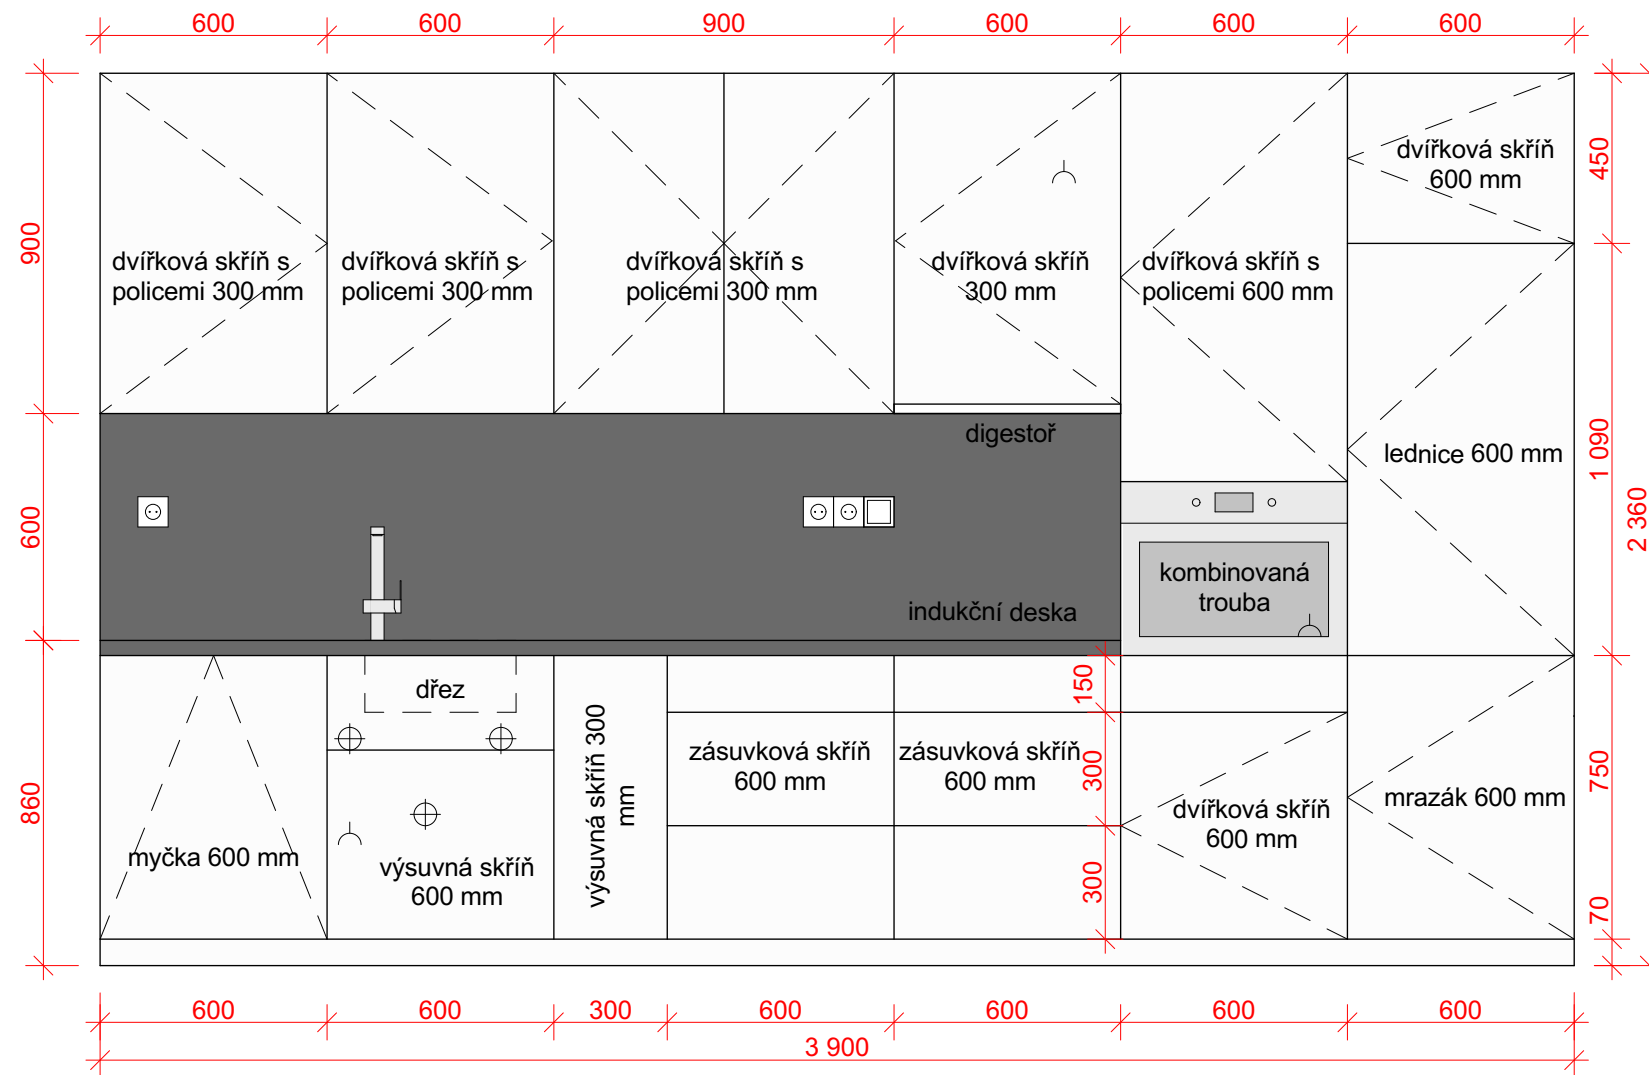 600 600 900 600 600 600
dvířková skříň
600 mm
450
900
dvířková skříň s
policemi 300 mm
dvířková skříň s
policemi 300 mm
dvířková skříň s
policemi 300 mm
dvířková skříň
300 mm
dvířková skříň s
policemi 600 mm
digestoř
lednice 600 mm
1 090
600
2 360
kombinovaná
trouba
indukční deska
150
dřez
výsuvná skříň 300
mm
zásuvková skříň
600 mm
zásuvková skříň
600 mm
300
750
860
mrazák 600 mm
dvířková skříň
600 mm
myčka 600 mm
výsuvná skříň
600 mm
300
70
600 600 300 600 600 600 600
3 900